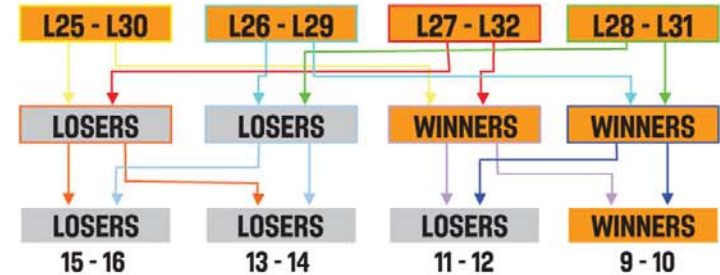 L25 - L30 L26 - L29 L27 - L32 L28 - L31
LOSERS LOSERS WINNERS WINNERS
LOSERS LOSERS LOSERS WINNERS
15 - 16 13 - 14 11 - 12 9 - 10